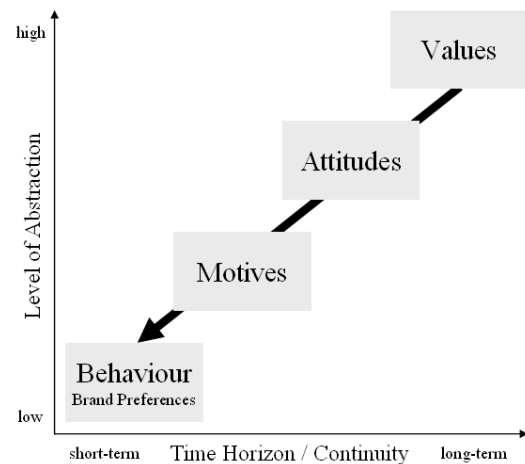 high
Values
Attitudes
Level of Abstraction
Motives
Behaviour
Brand Preferences
low
short-term Time Horizon / Continuity long-term